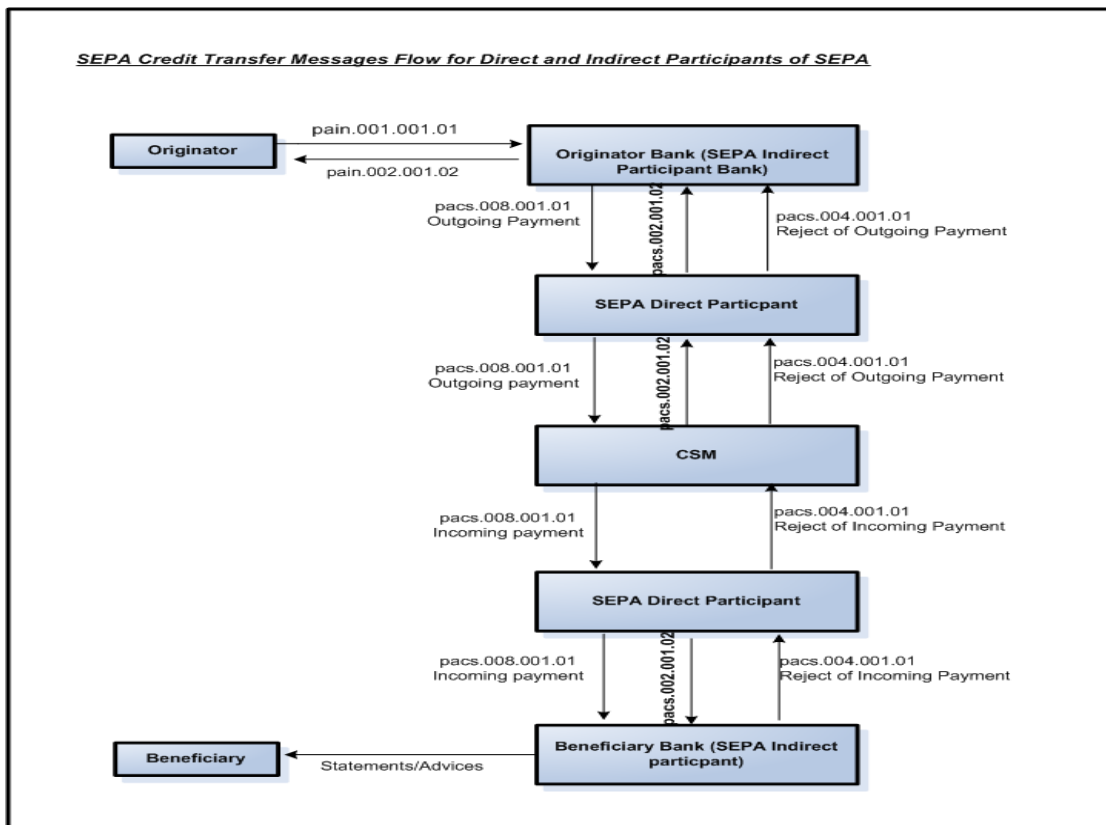 SEPA Credit Transfer Messages Flow for Direct and Indirect Participants of SEPA
pain.001.001.01
Originator
Originator Bank (SEPA Indirect
Participant Bank)
pain.002.001.02
pacs.008.001.01
Outgoing Payment
pacs.002.001.02
pacs.004.001.01
Reject of Outgoing Payment
SEPA Direct Particpant
pacs.008.001.01
Outgoing payment
pacs.002.001.02
pacs.004.001.01
Reject of Outgoing Payment
CSM
pacs.008.001.01
Incoming payment
pacs.004.001.01
Reject of Incoming Payment
SEPA Direct Participant
pacs.008.001.01
Incoming payment
pacs.002.001.02
pacs.004.001.01
Reject of Incoming Payment
Beneficiary
Statements/Advices
Beneficiary Bank (SEPA Indirect
particpant)